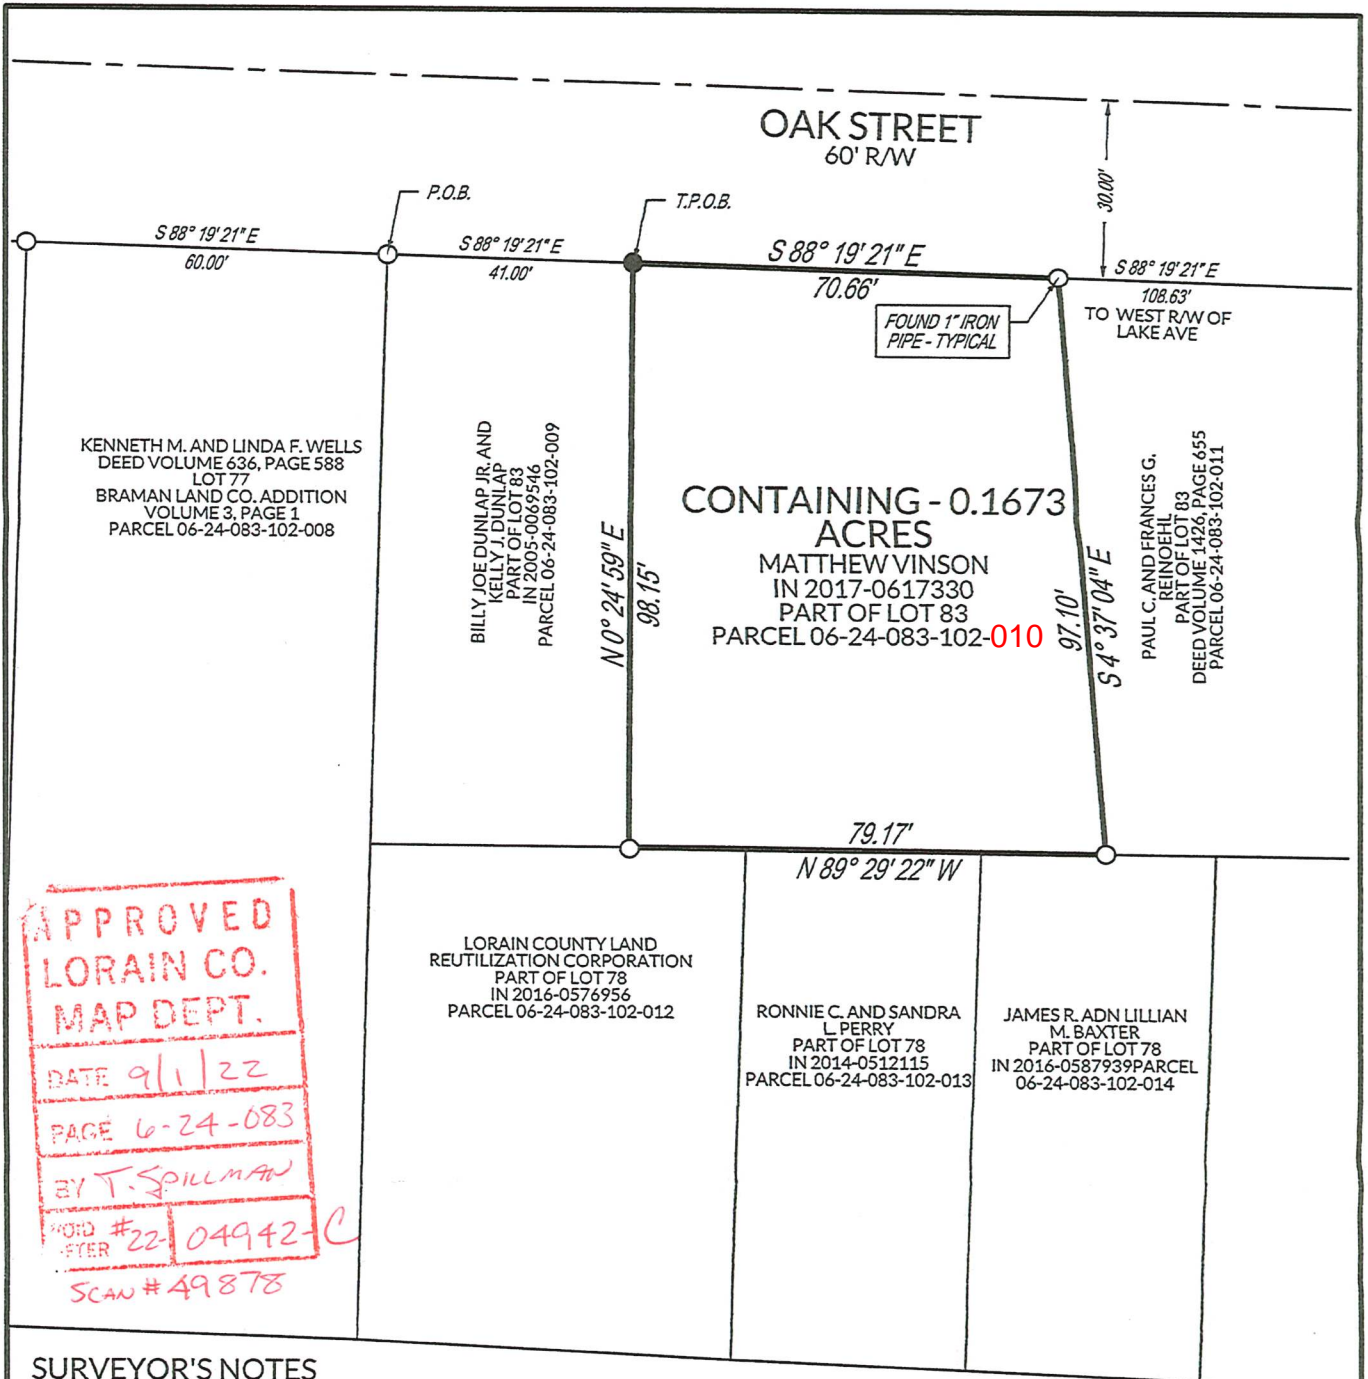 OAK STREET
60' R/W
30.00'
P.O.B.
T.P.O.B.
S 88° 19' 21" E
60.00'
S 88° 19' 21" E
41.00'
S 88° 19' 21" E
70.66'
S 88° 19' 21" E
108.63'
TO WEST R/W OF
LAKE AVE
FOUND 1" IRON
PIPE - TYPICAL
KENNETH M. AND LINDA F. WELLS
DEED VOLUME 636, PAGE 588
LOT 77
BRAMAN LAND CO. ADDITION
VOLUME 3, PAGE 1
PARCEL 06-24-083-102-008
BILLY JOE DUNLAP JR. AND
KELLY J. DUNLAP
PART OF LOT 83
IN 2005-0069546
PARCEL 06-24-083-102-009
N 0° 24' 59" E
98.15'
CONTAINING - 0.1673
ACRES
MATTHEW VINSON
IN 2017-0617330
PART OF LOT 83
PARCEL 06-24-083-102-010
97.10'
S 4° 37' 04" E
PAUL C. AND FRANCES G.
REINOEHL
PART OF LOT 83
DEED VOLUME 1426, PAGE 655
PARCEL 06-24-083-102-011
79.17'
N 89° 29' 22" W
LORAIN COUNTY LAND
REUTILIZATION CORPORATION
PART OF LOT 78
IN 2016-0576956
PARCEL 06-24-083-102-012
RONNIE C. AND SANDRA
L. PERRY
PART OF LOT 78
IN 2014-0512115
PARCEL 06-24-083-102-013
JAMES R. ADN LILLIAN
M. BAXTER
PART OF LOT 78
IN 2016-0587939PARCEL
06-24-083-102-014
APPROVED
LORAIN CO.
MAP DEPT.
DATE 9/1/22
PAGE 6-24-083
BY T. SPILLMAN
VOID #22- 04942-C
AFTER
SCAN # 49878
SURVEYOR'S NOTES